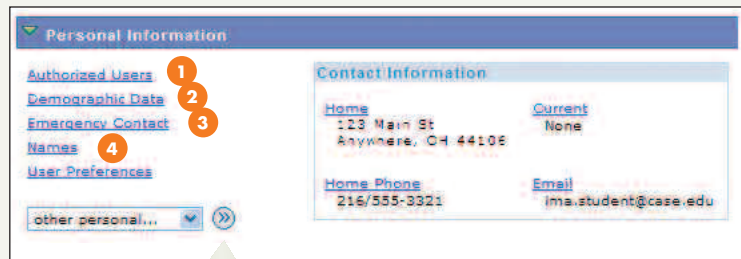 Personal Information
Authorized Users 1
Demographic Data 2
Emergency Contact 3
Names 4
User Preferences
other personal...
Contact Information
Home
123 Main St
Anywhere, OH 44106
Current
None
Home Phone
216/555-3321
Email
ima.student@case.edu